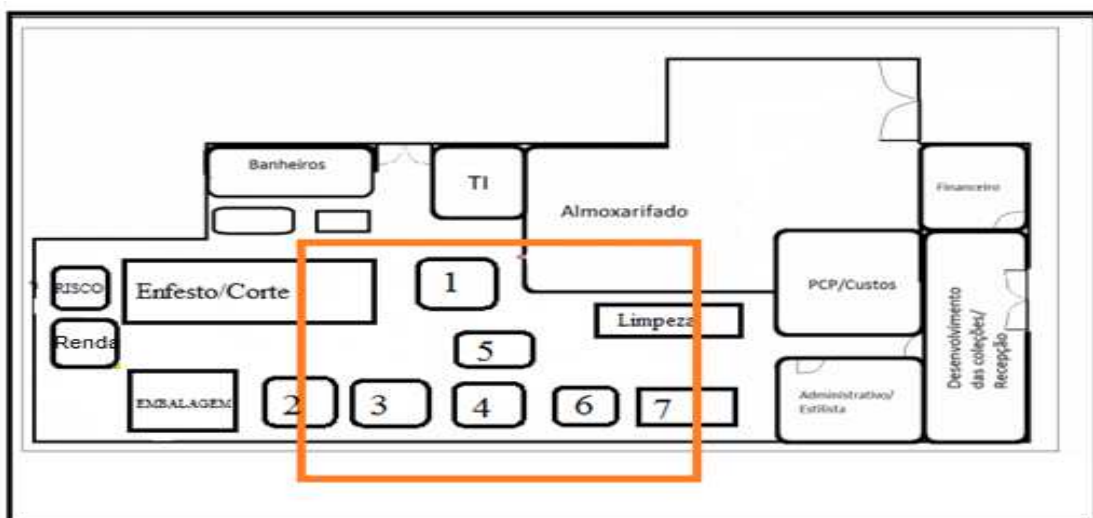 Banheiros
TI
Almoxarifado
Financeiro
RISCO
Enfesto/Corte
1
PCP/Custos
Limpeza
Renda
5
Desenvolvimento
das coleções/
Recepção
EMBALAGEM
2
3
4
6
7
Administrativo/
Estilista